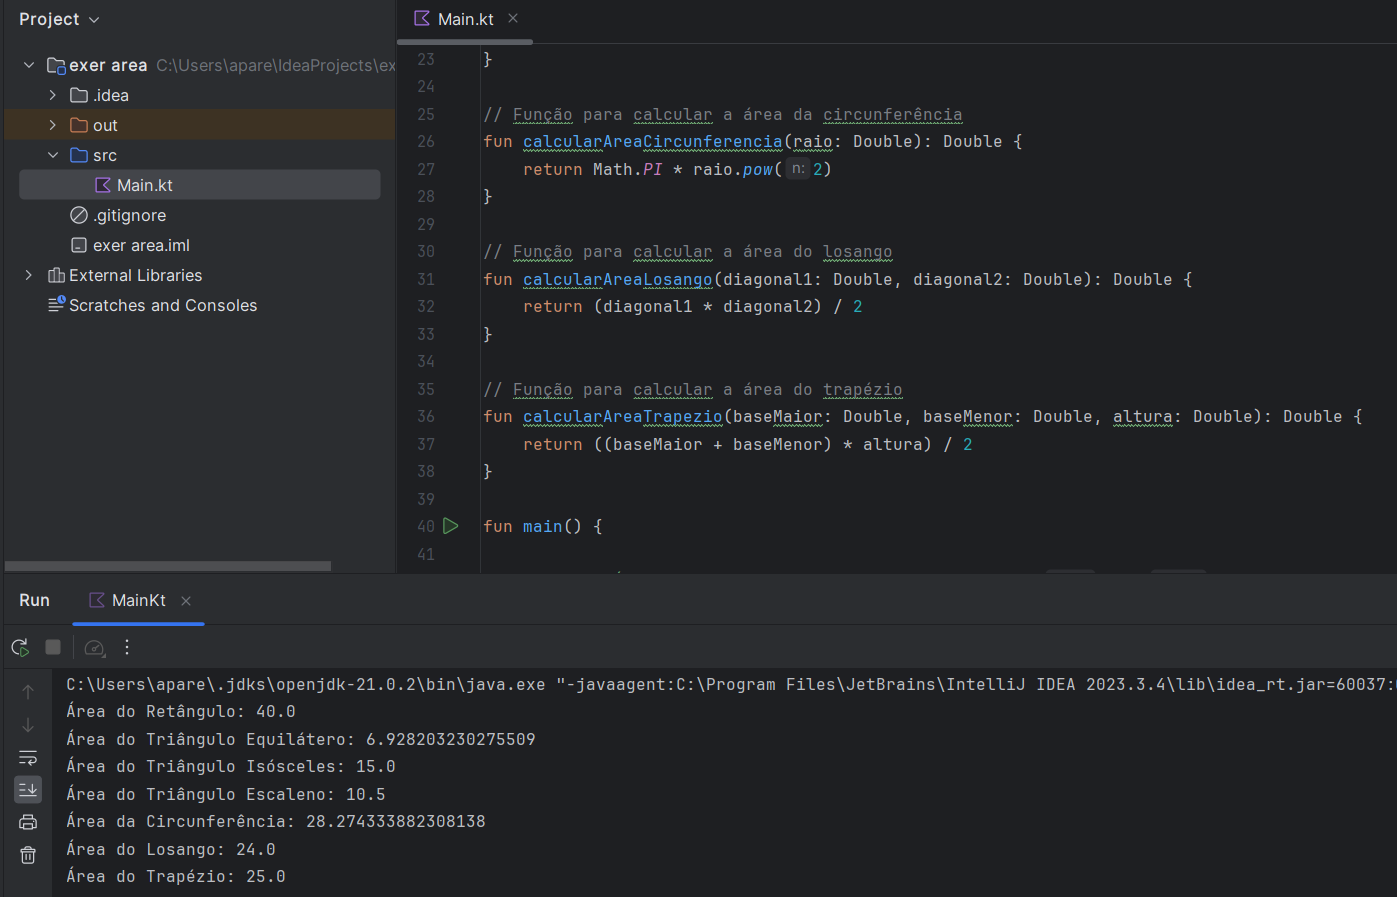 Project
Main.kt
exer area C:\Users\apare\IdeaProjects\ex
.idea
out
src
Main.kt
.gitignore
exer area.iml
External Libraries
Scratches and Consoles
23 }
24
25 // Função para calcular a área da circunferência
26 fun calcularAreaCircunferencia(raio: Double): Double {
27 return Math.PI * raio.pow( n: 2)
28 }
29
30 // Função para calcular a área do losango
31 fun calcularAreaLosango(diagonal1: Double, diagonal2: Double): Double {
32 return (diagonal1 * diagonal2) / 2
33 }
34
35 // Função para calcular a área do trapézio
36 fun calcularAreaTrapezio(baseMaior: Double, baseMenor: Double, altura: Double): Double {
37 return ((baseMaior + baseMenor) * altura) / 2
38 }
39
40 fun main() {
41
Run MainKt
C:\Users\apare\.jdks\openjdk-21.0.2\bin\java.exe "-javaagent:C:\Program Files\JetBrains\IntelliJ IDEA 2023.3.4\lib\idea_rt.jar=60037:
Área do Retângulo: 40.0
Área do Triângulo Equilátero: 6.928203230275509
Área do Triângulo Isósceles: 15.0
Área do Triângulo Escaleno: 10.5
Área da Circunferência: 28.274333882308138
Área do Losango: 24.0
Área do Trapézio: 25.0